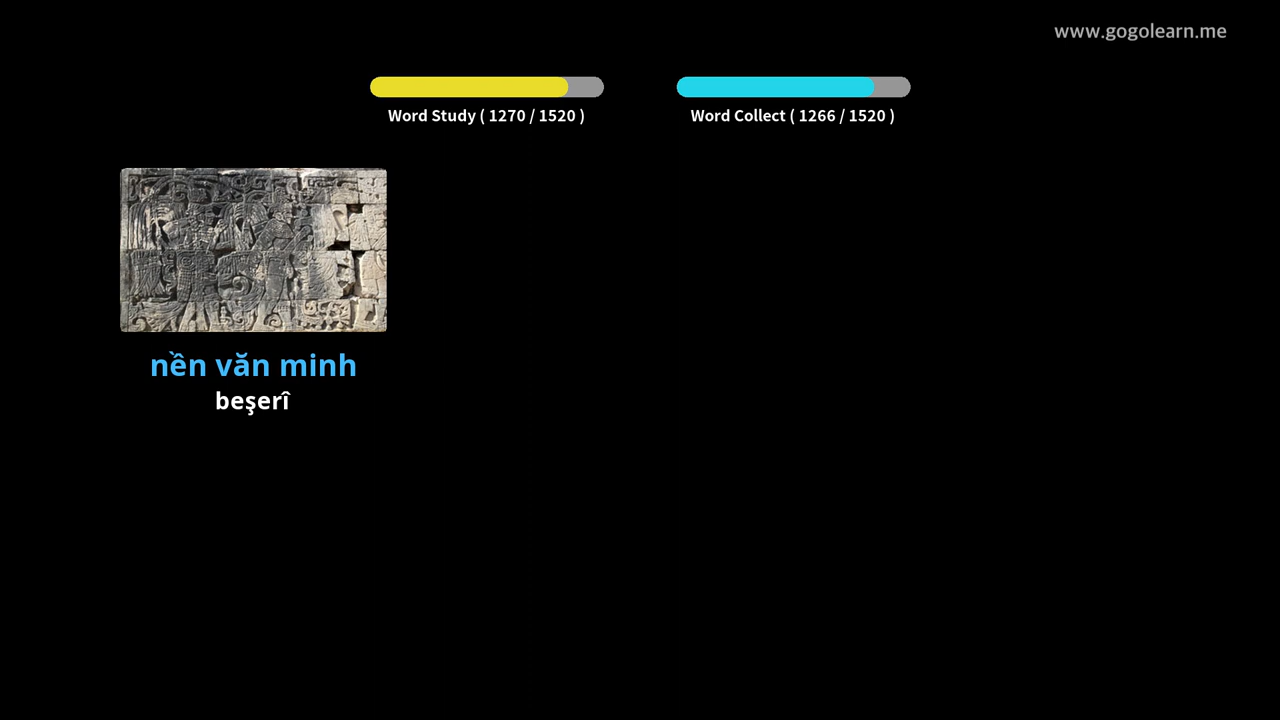 www.gogolearn.me
Word Study ( 1270 / 1520 )
Word Collect ( 1266 / 1520 )
nền văn minh
beşerî